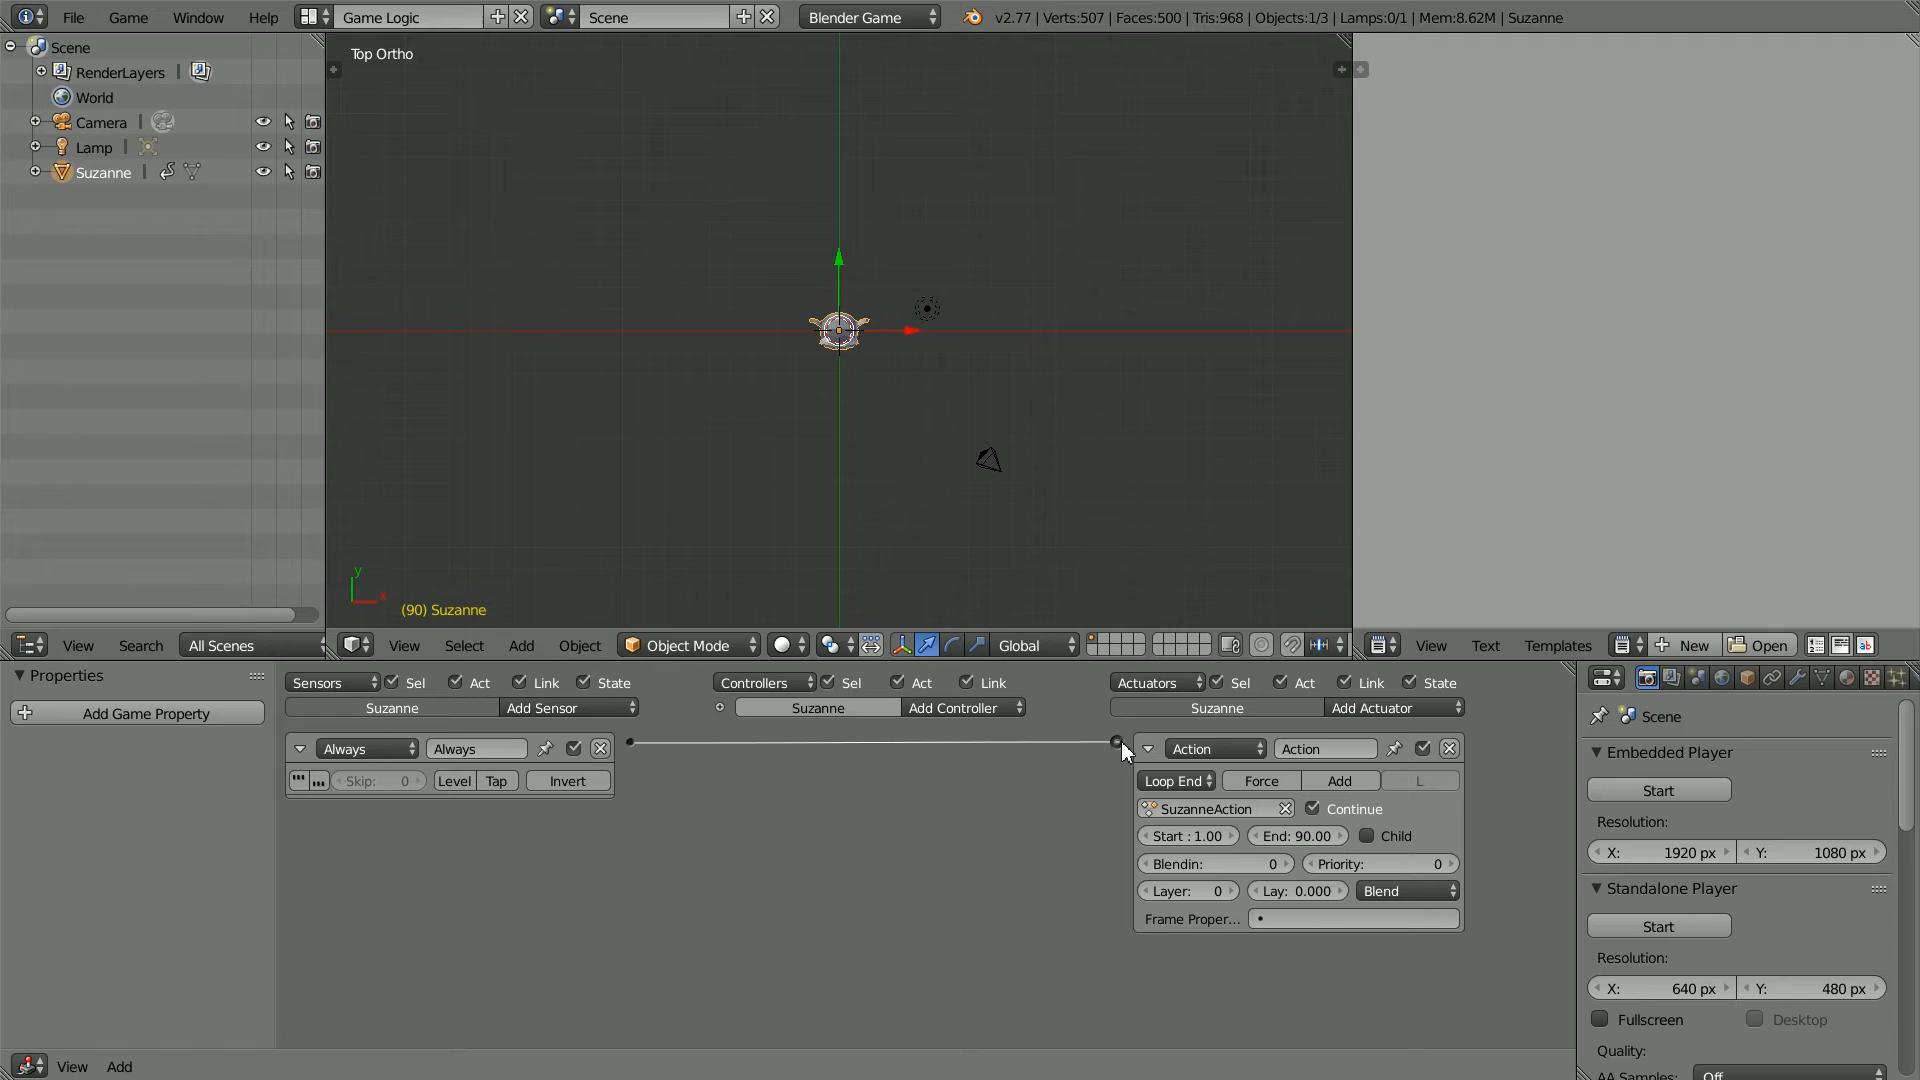 File Game Window Help Game Logic Scene Blender Game v2.77 | Verts:507 | Faces:500 | Tris:968 | Objects:1/3 | Lamps:0/1 | Mem:8.62M | Suzanne
Scene
RenderLayers
World
Camera
Lamp
Suzanne
Top Ortho
y
x
(90) Suzanne
View Search All Scenes
View Select Add Object Object Mode Global
View Text Templates New Open
Properties
Add Game Property
Sensors Sel Act Link State
Suzanne Add Sensor
Always Always
Skip: 0 Level Tap Invert
Controllers Sel Act Link
Suzanne Add Controller
Actuators Sel Act Link State
Suzanne Add Actuator
Action Action
Loop End Force Add L
SuzanneAction Continue
Start : 1.00 End: 90.00 Child
Blendin: 0 Priority: 0
Layer: 0 Lay: 0.000 Blend
Frame Proper...
Scene
Embedded Player
Start
Resolution:
X: 1920 px Y: 1080 px
Standalone Player
Start
Resolution:
X: 640 px Y: 480 px
Fullscreen Desktop
Quality:
AA Samples: Off
View Add